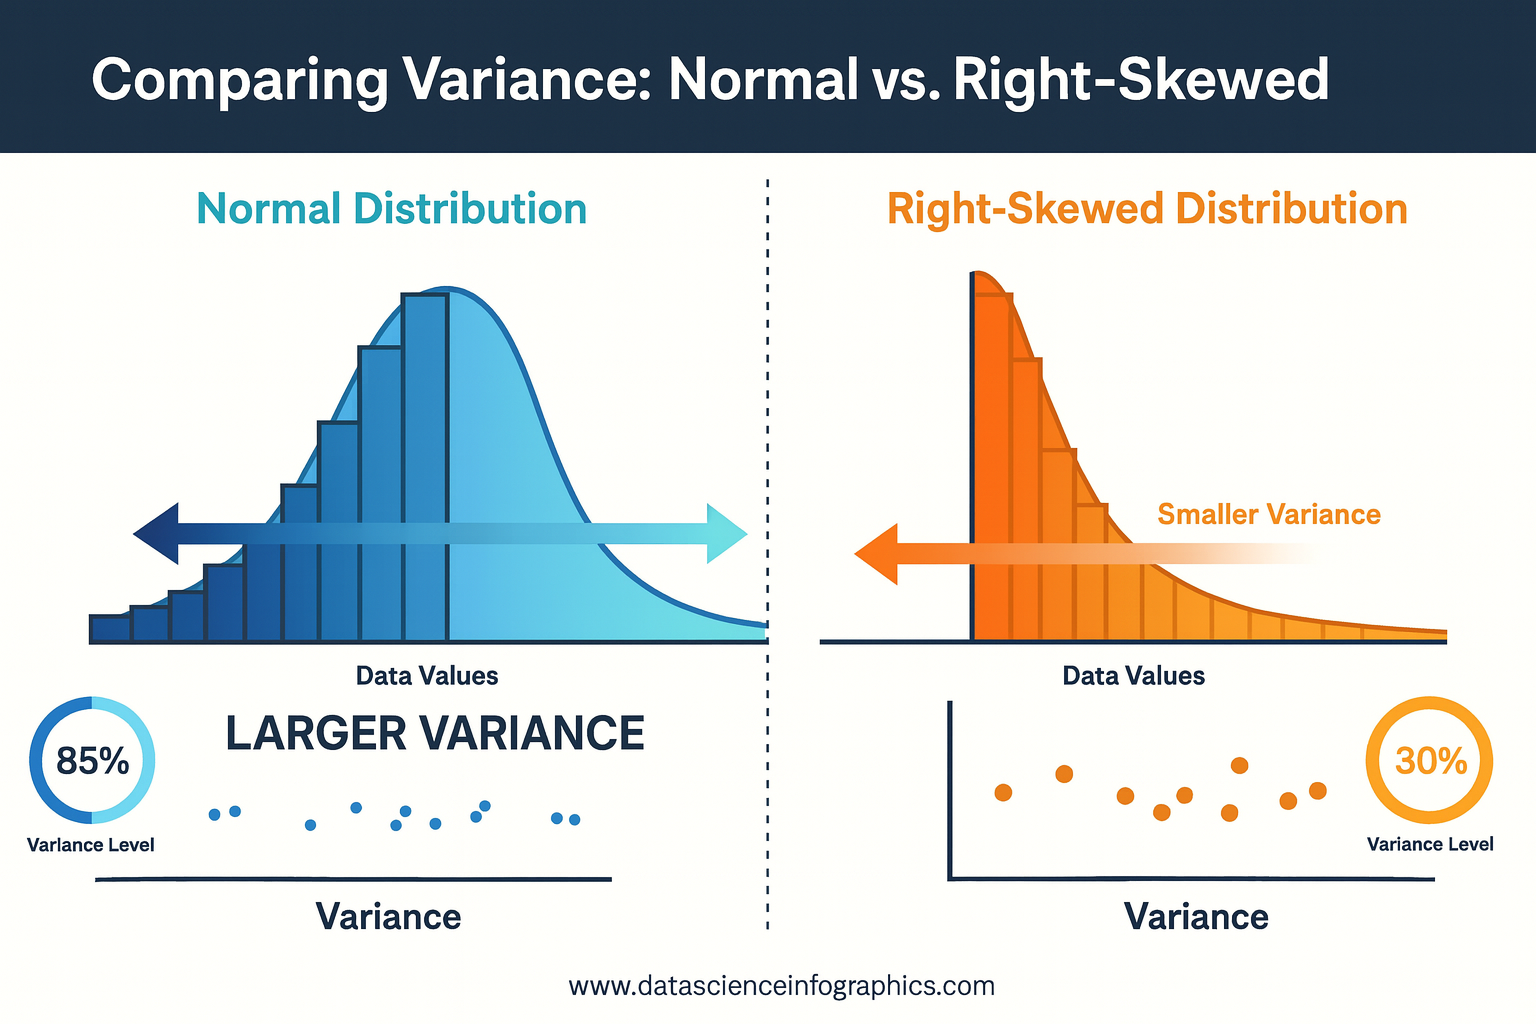 Comparing Variance: Normal vs. Right-Skewed
Normal Distribution
Data Values
85%
Variance Level
LARGER VARIANCE
Variance
Right-Skewed Distribution
Smaller Variance
Data Values
30%
Variance Level
Variance
www.datascienceinfographics.com